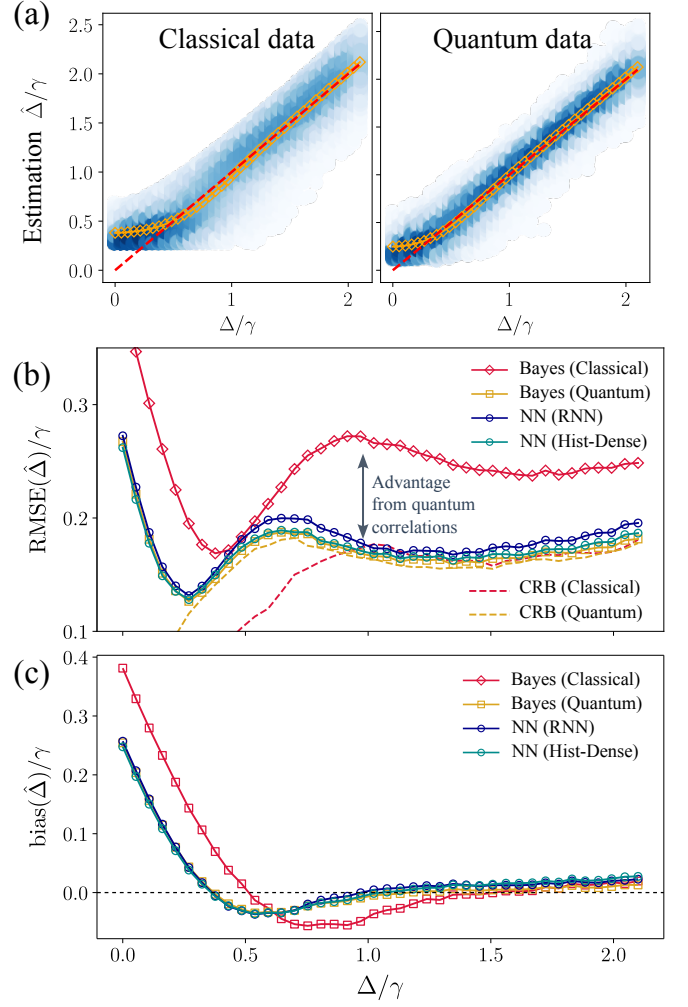 (a)
Classical data
Quantum data
Estimation Δ̂/γ
2.5
2.0
1.5
1.0
0.5
0.0
0
1
2
0
1
2
Δ/γ
Δ/γ
(b)
RMSE(Δ̂)/γ
0.3
0.2
0.1
Bayes (Classical)
Bayes (Quantum)
NN (RNN)
NN (Hist-Dense)
Advantage
from quantum
correlations
CRB (Classical)
CRB (Quantum)
(c)
bias(Δ̂)/γ
0.4
0.3
0.2
0.1
0.0
Bayes (Classical)
Bayes (Quantum)
NN (RNN)
NN (Hist-Dense)
0.0
0.5
1.0
1.5
2.0
Δ/γ